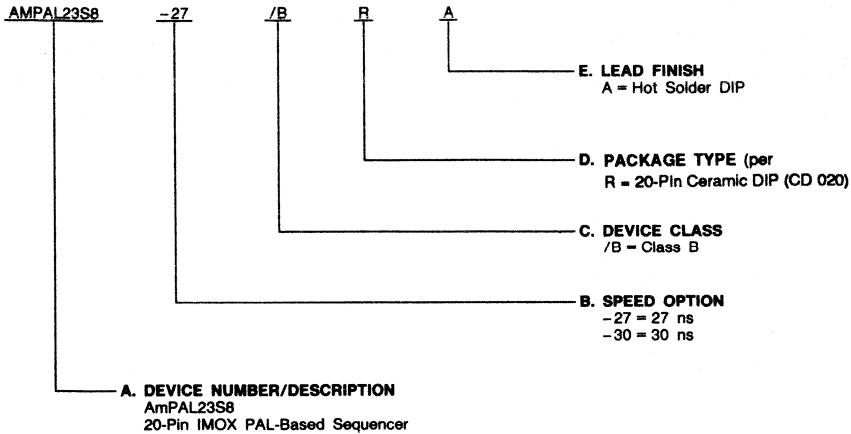 AMPAL23S8 -27 /B R A
E. LEAD FINISH
A = Hot Solder DIP
D. PACKAGE TYPE (per
R = 20-Pin Ceramic DIP (CD 020)
C. DEVICE CLASS
/B = Class B
B. SPEED OPTION
-27 = 27 ns
-30 = 30 ns
A. DEVICE NUMBER/DESCRIPTION
AmPAL23S8
20-Pin IMOX PAL-Based Sequencer